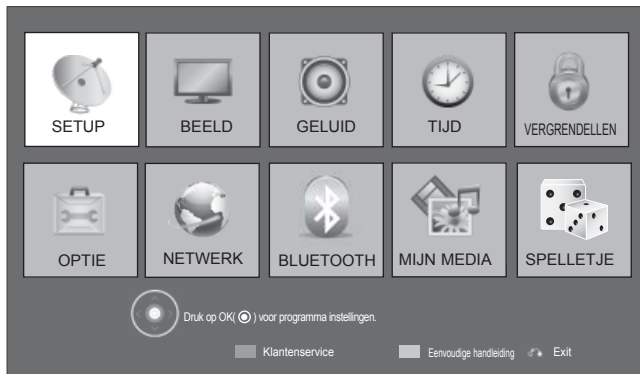 SETUP BEELD GELUID TIJD VERGRENDELLEN
OPTIE NETWERK BLUETOOTH MIJN MEDIA SPELLETJE
Druk op OK( ) voor programma instellingen.
Klantenservice Eenvoudige handleiding Exit